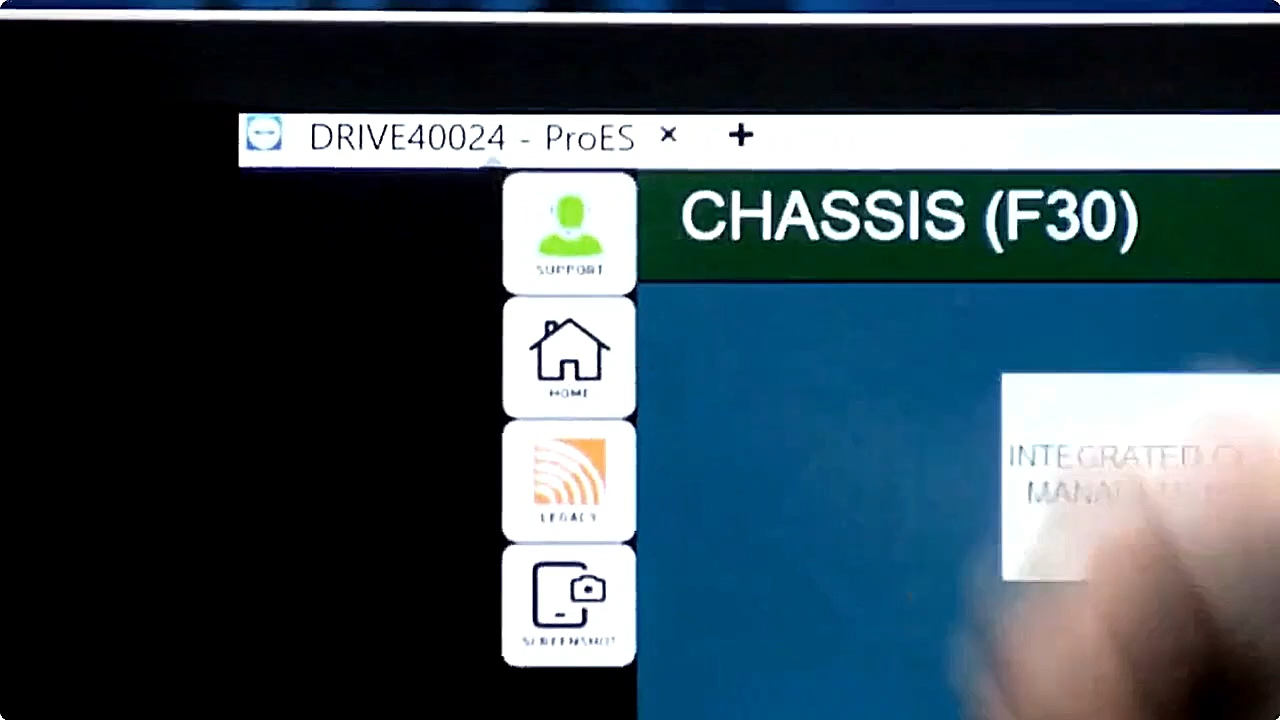 DRIVE40024 - ProES
SUPPORT
CHASSIS (F30)
HOME
INTEGRATED
LEGACY
SCREENSHOT